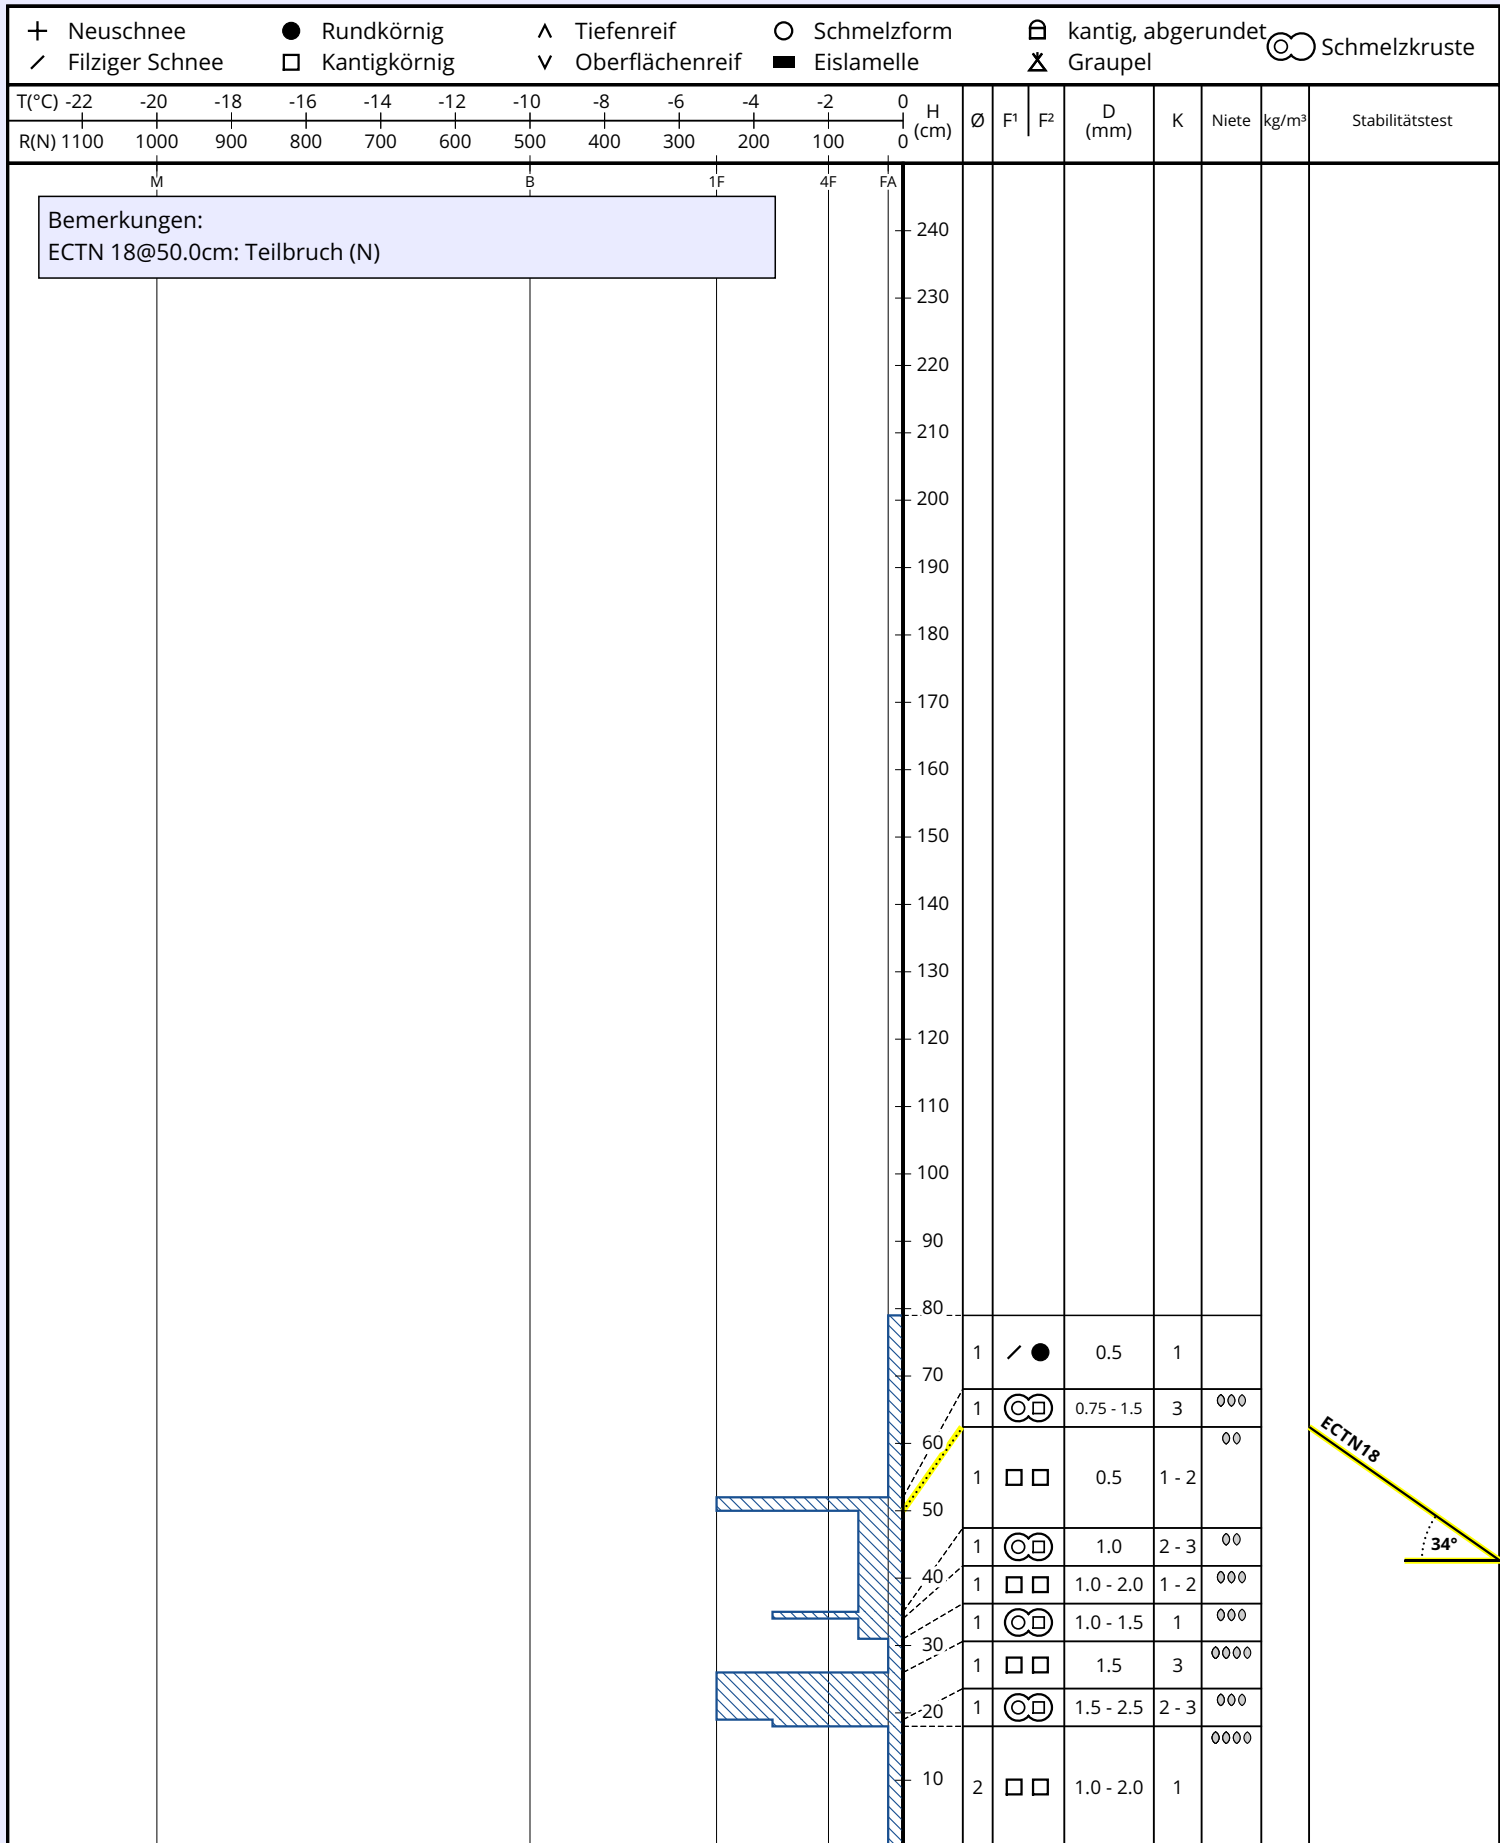 Neuschnee Rundkörnig Tiefenreif Schmelzform kantig, abgerundet Schmelzkruste
Filziger Schnee Kantigkörnig Oberflächenreif Eislamelle Graupel
T(°C) -22 -20 -18 -16 -14 -12 -10 -8 -6 -4 -2 0
R(N) 1100 1000 900 800 700 600 500 400 300 200 100 0
H (cm) Ø F¹ F² D (mm) K Niete kg/m³ Stabilitätstest
M B 1F 4F FA
Bemerkungen:
ECTN 18@50.0cm: Teilbruch (N)
240
230
220
210
200
190
180
170
160
150
140
130
120
110
100
90
80
70
60
50
40
30
20
10
1 0.5 1
1 0.75 - 1.5 3
1 0.5 1 - 2
1 1.0 2 - 3
1 1.0 - 2.0 1 - 2
1 1.0 - 1.5 1
1 1.5 3
1 1.5 - 2.5 2 - 3
2 1.0 - 2.0 1
ECTN18
34°